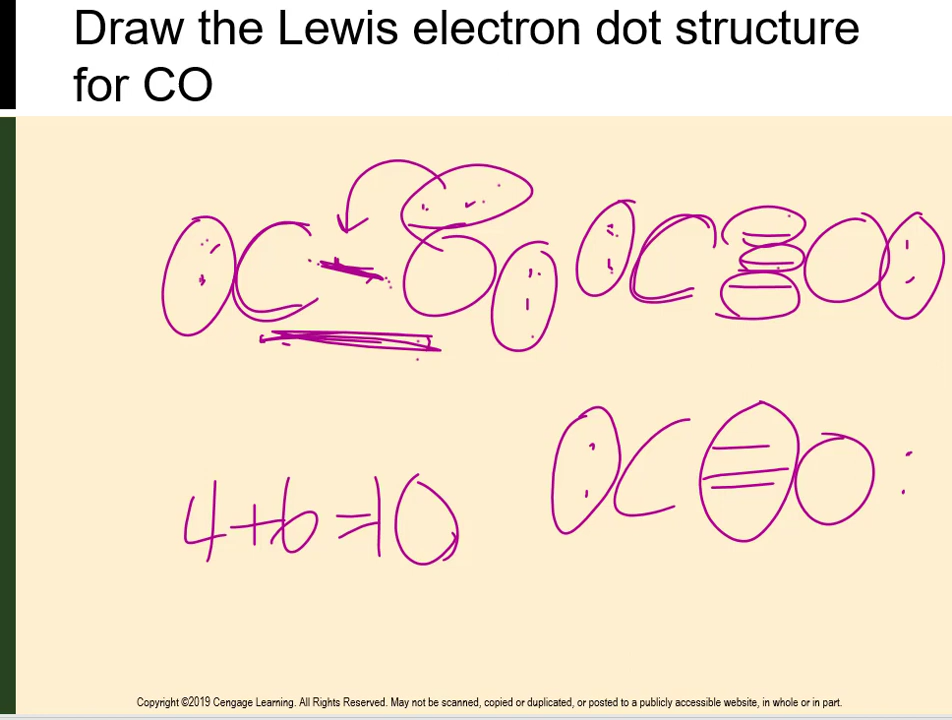 Draw the Lewis electron dot structure
for CO
:C - O: :C≡O:
4+6=10 :C≡O:
Copyright ©2019 Cengage Learning. All Rights Reserved. May not be scanned, copied or duplicated, or posted to a publicly accessible website, in whole or in part.